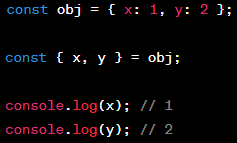 const obj = { x: 1, y: 2 };
const { x, y } = obj;
console.log(x); // 1
console.log(y); // 2